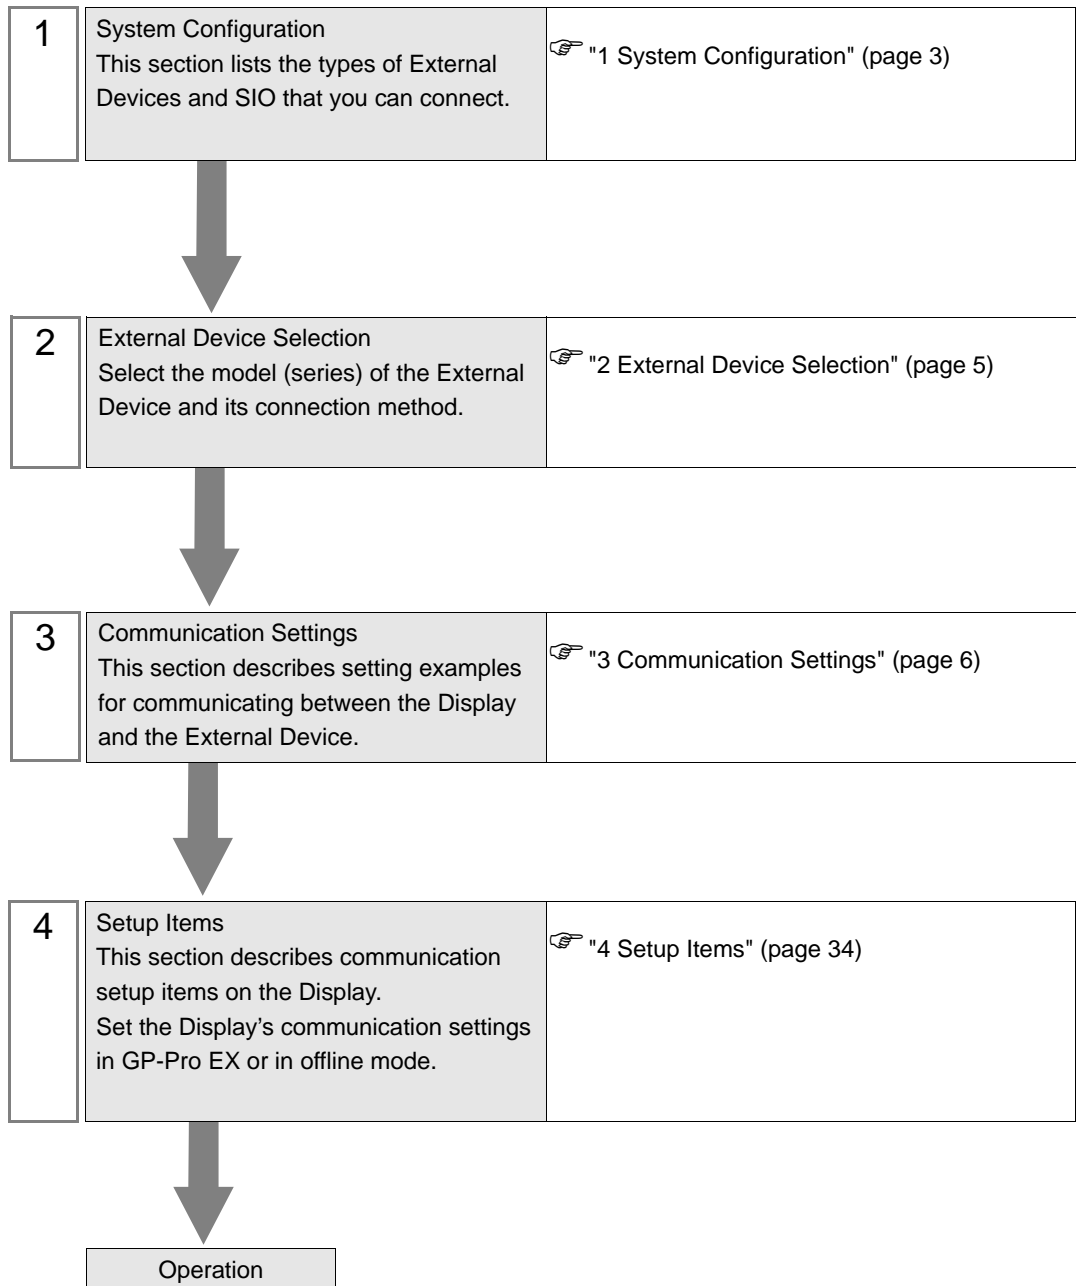 1
System Configuration
This section lists the types of External
Devices and SIO that you can connect.
"1 System Configuration" (page 3)
2
External Device Selection
Select the model (series) of the External
Device and its connection method.
"2 External Device Selection" (page 5)
3
Communication Settings
This section describes setting examples
for communicating between the Display
and the External Device.
"3 Communication Settings" (page 6)
4
Setup Items
This section describes communication
setup items on the Display.
Set the Display's communication settings
in GP-Pro EX or in offline mode.
"4 Setup Items" (page 34)
Operation